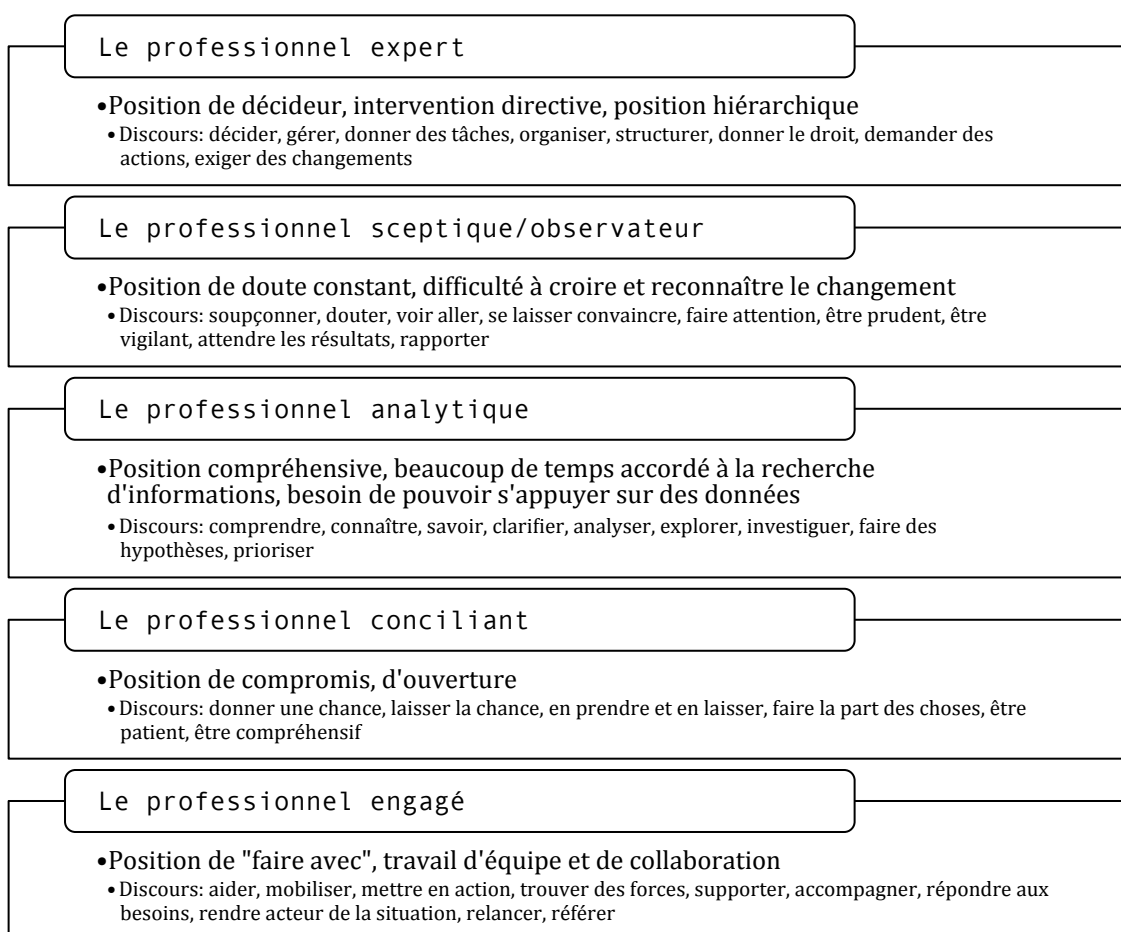 Le professionnel expert
•Position de décideur, intervention directive, position hiérarchique
•Discours: décider, gérer, donner des tâches, organiser, structurer, donner le droit, demander des
actions, exiger des changements
Le professionnel sceptique/observateur
•Position de doute constant, difficulté à croire et reconnaître le changement
•Discours: soupçonner, douter, voir aller, se laisser convaincre, faire attention, être prudent, être
vigilant, attendre les résultats, rapporter
Le professionnel analytique
•Position compréhensive, beaucoup de temps accordé à la recherche
d'informations, besoin de pouvoir s'appuyer sur des données
•Discours: comprendre, connaître, savoir, clarifier, analyser, explorer, investiguer, faire des
hypothèses, prioriser
Le professionnel conciliant
•Position de compromis, d'ouverture
•Discours: donner une chance, laisser la chance, en prendre et en laisser, faire la part des choses, être
patient, être compréhensif
Le professionnel engagé
•Position de "faire avec", travail d'équipe et de collaboration
•Discours: aider, mobiliser, mettre en action, trouver des forces, supporter, accompagner, répondre aux
besoins, rendre acteur de la situation, relancer, référer